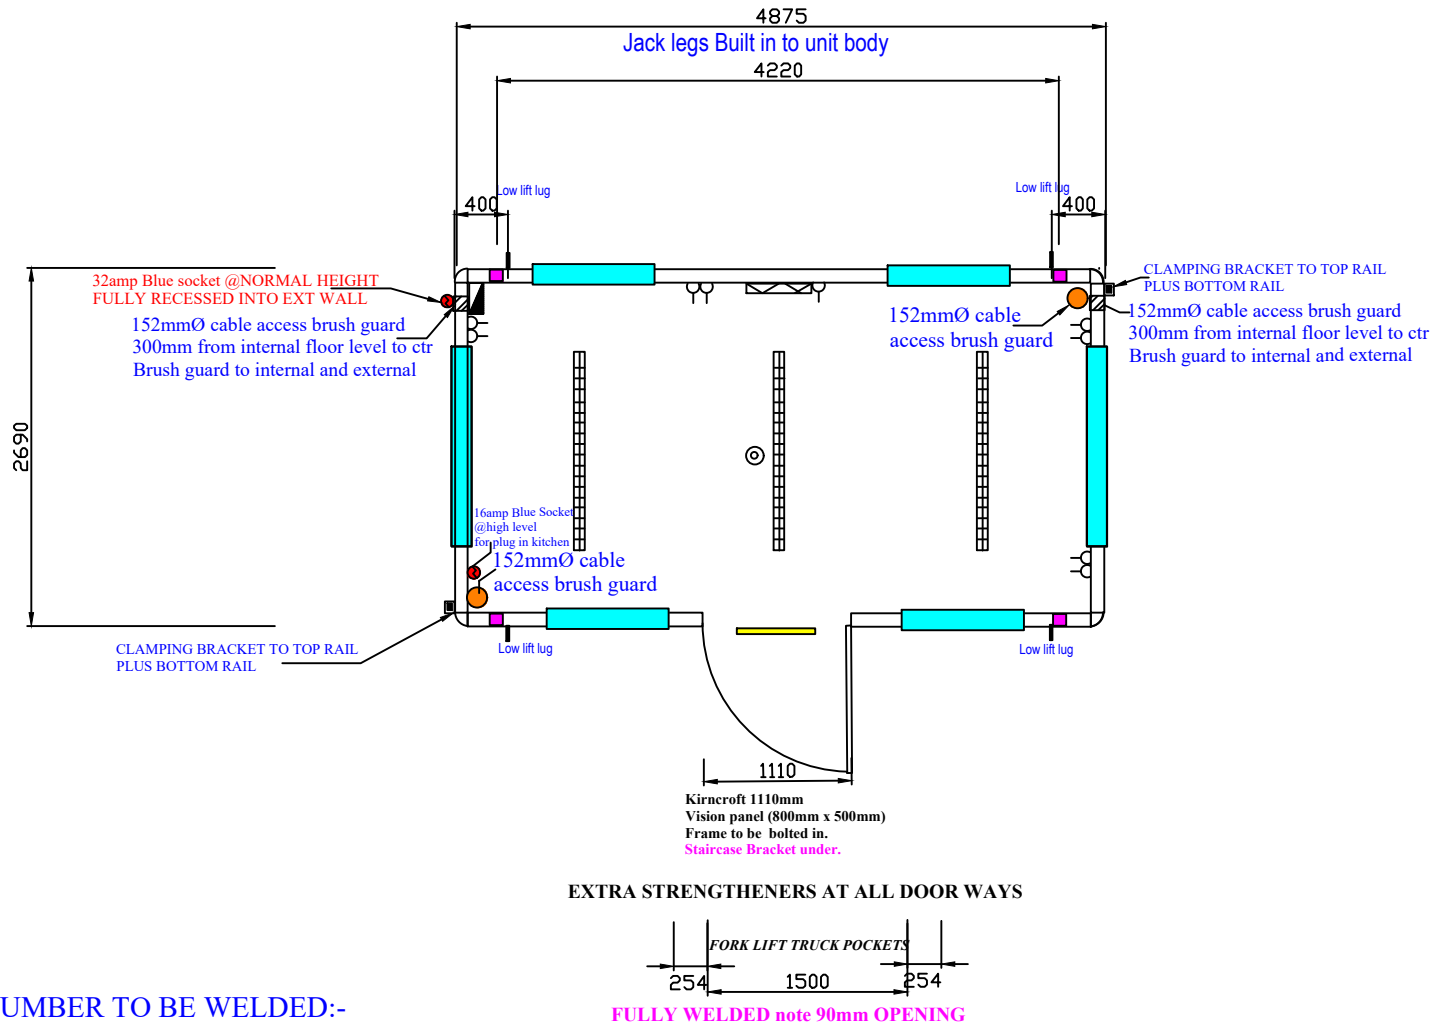 4875
Jack legs Built in to unit body
4220
Low lift lug
Low lift lug
400
400
32amp Blue socket @NORMAL HEIGHT
FULLY RECESSED INTO EXT WALL
152mmØ cable access brush guard
300mm from internal floor level to ctr
Brush guard to internal and external
CLAMPING BRACKET TO TOP RAIL
PLUS BOTTOM RAIL
152mmØ cable
access brush guard
152mmØ cable access brush guard
300mm from internal floor level to ctr
Brush guard to internal and external
2690
16amp Blue Socket
@high level
for plug in kitchen
152mmØ cable
access brush guard
CLAMPING BRACKET TO TOP RAIL
PLUS BOTTOM RAIL
Low lift lug
Low lift lug
1110
Kirncroft 1110mm
Vision panel (800mm x 500mm)
Frame to be bolted in.
Staircase Bracket under.
EXTRA STRENGTHENERS AT ALL DOOR WAYS
FORK LIFT TRUCK POCKETS
254
1500
254
UMBER TO BE WELDED:-
FULLY WELDED note 90mm OPENING